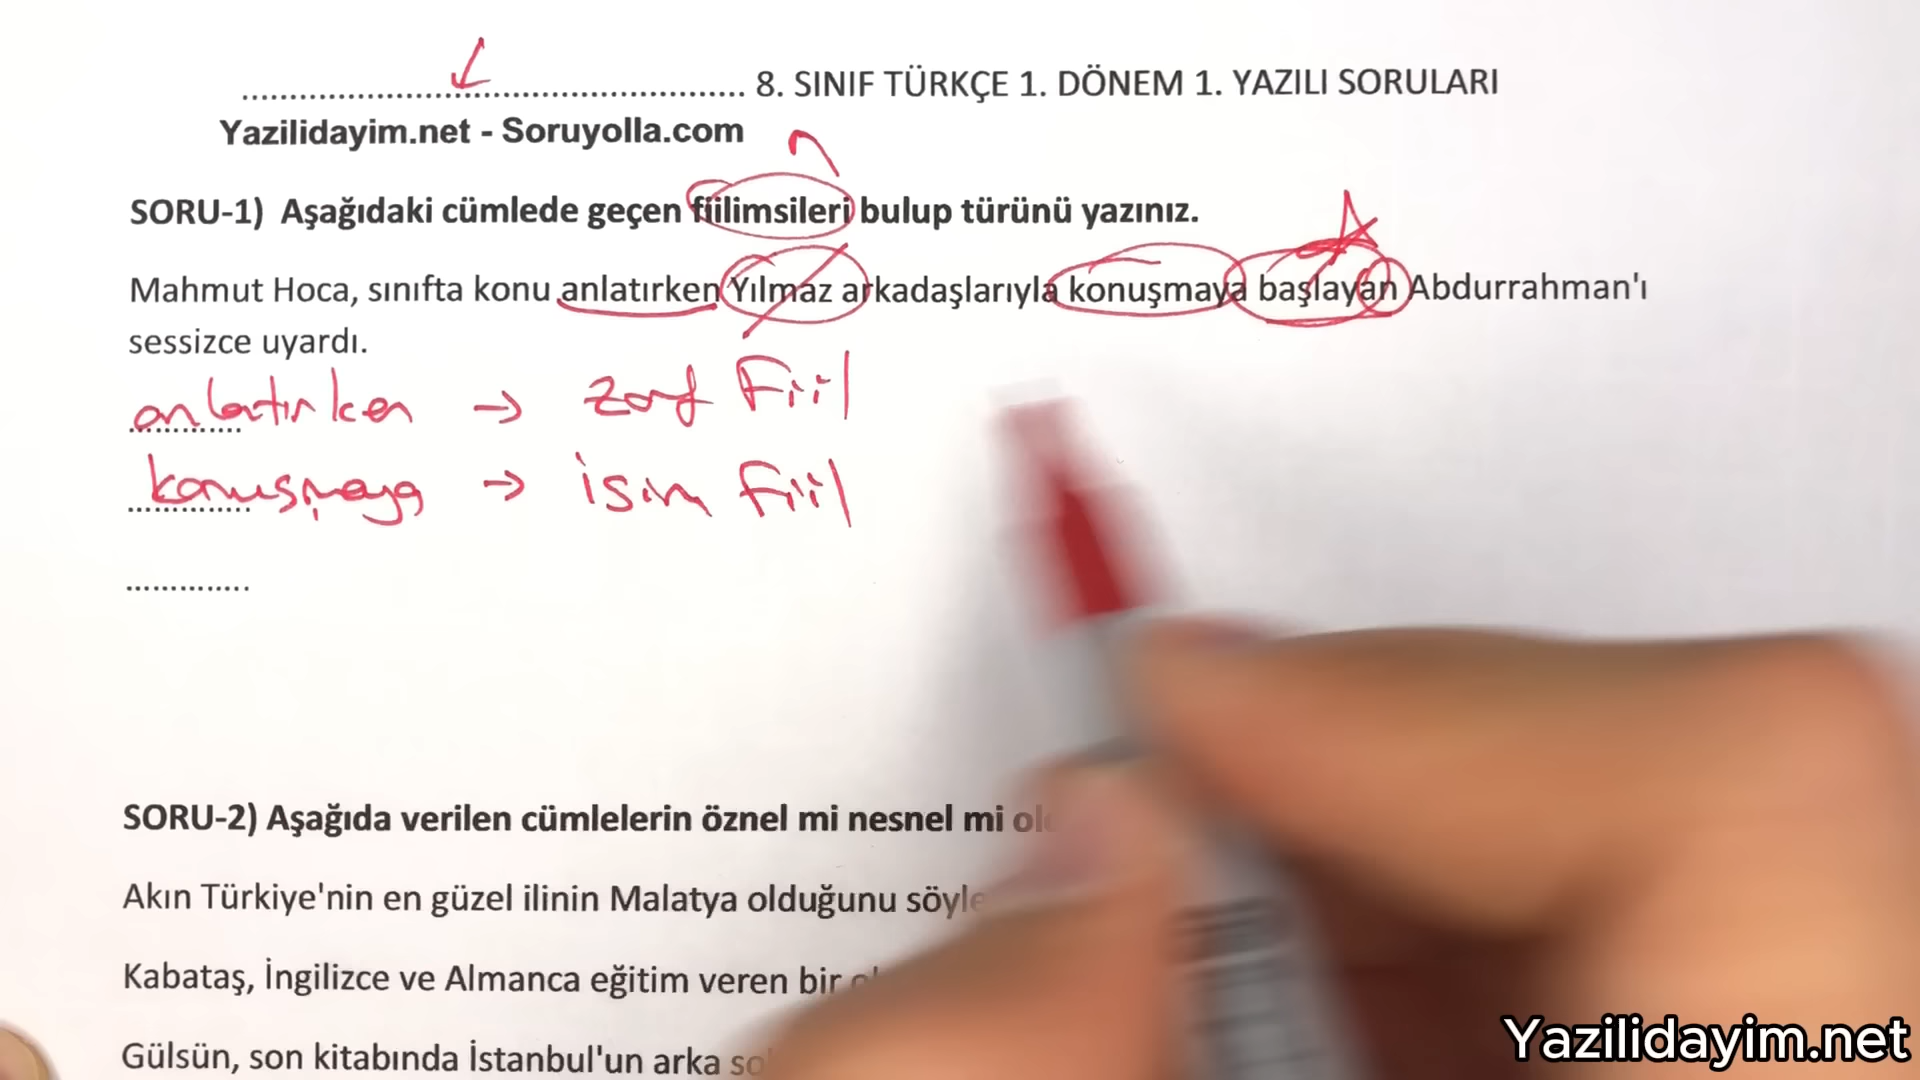 8. SINIF TÜRKÇE 1. DÖNEM 1. YAZILI SORULARI
Yazilidayim.net - Soruyolla.com
SORU-1) Aşağıdaki cümlede geçen fiilimsileri bulup türünü yazınız.
Mahmut Hoca, sınıfta konu anlatırken Yılmaz arkadaşlarıyla konuşmaya başlayan Abdurrahman'ı
sessizce uyardı.
anlatırken → zarf Fiil
konuşmaya → isim Fiil
SORU-2) Aşağıda verilen cümlelerin öznel mi nesnel mi
Akın Türkiye'nin en güzel ilinin Malatya olduğunu
Kabataş, İngilizce ve Almanca eğitim veren bir
Gülsün, son kitabında İstanbul'un arka
Yazilidayim.net